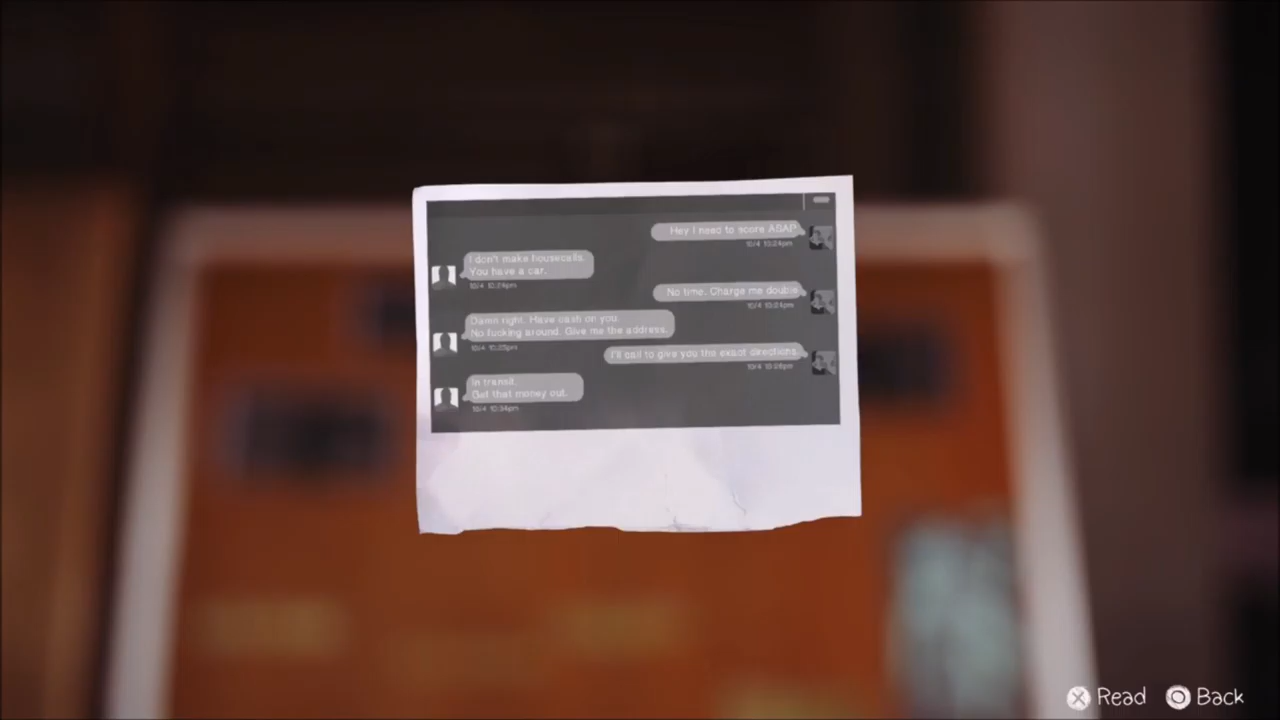 Hey I need to score ASAP
10/4 10:24pm
I don't make housecalls.
You have a car.
10/4 10:24pm
No time. Charge me double
10/4 10:24pm
Damn right. Have cash on you.
No fucking around. Give me the address.
10/4 10:25pm
I'll call to give you the exact directions.
10/4 10:26pm
In transit.
Get that money out.
10/4 10:34pm
Read
Back